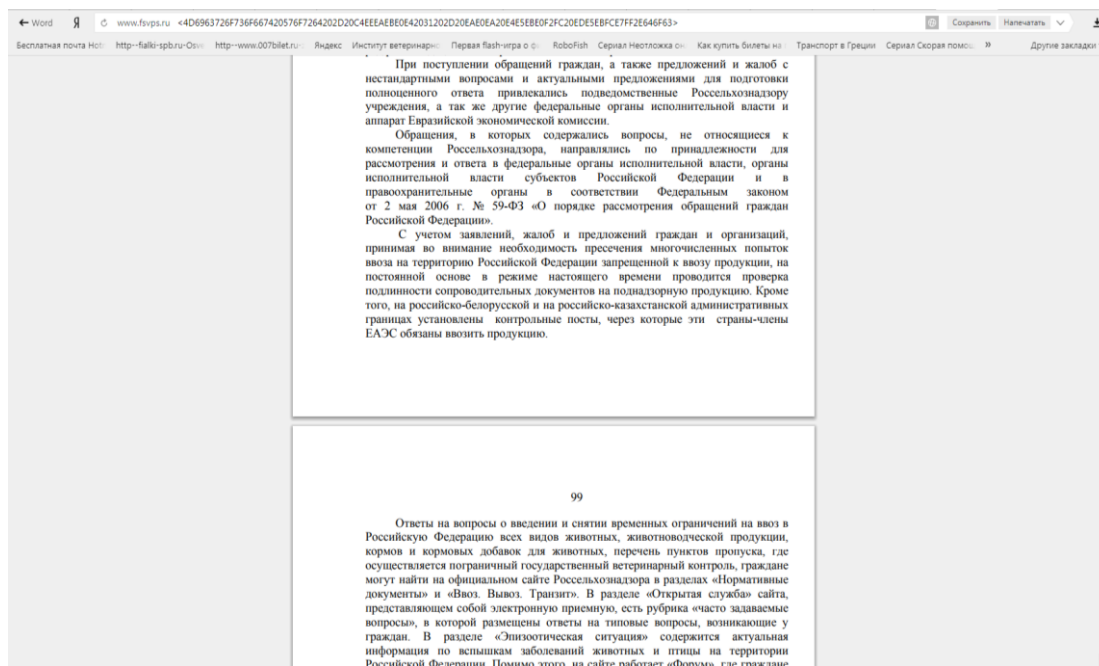 ← Word Я www.fsvps.ru <4D6963726F736F667420576F7264202D20C4EEEAEBE0E42031202D20EAE0EA20E4E5EBE0F2FC20EDE5EBFCE7FF2E646F63> Сохранить Напечатать
Бесплатная почта Hot http--fialki-spb.ru-Osv http--www.007bilet.ru- Яндекс Институт ветеринарн Первая flash-игра о ф RoboFish Сериал Неотложка он Как купить билеты на Транспорт в Греции Сериал Скорая помощ » Другие закладки
При поступлении обращений граждан, а также предложений и жалоб с
нестандартными вопросами и актуальными предложениями для подготовки
полноценного ответа привлекались подведомственные Россельхознадзору
учреждения, а так же другие федеральные органы исполнительной власти и
аппарат Евразийской экономической комиссии.
Обращения, в которых содержались вопросы, не относящиеся к
компетенции Россельхознадзора, направлялись по принадлежности для
рассмотрения и ответа в федеральные органы исполнительной власти, органы
исполнительной власти субъектов Российской Федерации и в
правоохранительные органы в соответствии Федеральным законом
от 2 мая 2006 г. № 59-ФЗ «О порядке рассмотрения обращений граждан
Российской Федерации».
С учетом заявлений, жалоб и предложений граждан и организаций,
принимая во внимание необходимость пресечения многочисленных попыток
ввоза на территорию Российской Федерации запрещенной к ввозу продукции, на
постоянной основе в режиме настоящего времени проводится проверка
подлинности сопроводительных документов на поднадзорную продукцию. Кроме
того, на российско-белорусской и на российско-казахстанской административных
границах установлены контрольные посты, через которые эти страны-члены
ЕАЭС обязаны ввозить продукцию.
99
Ответы на вопросы о введении и снятии временных ограничений на ввоз в
Российскую Федерацию всех видов животных, животноводческой продукции,
кормов и кормовых добавок для животных, перечень пунктов пропуска, где
осуществляется пограничный государственный ветеринарный контроль, граждане
могут найти на официальном сайте Россельхознадзора в разделах «Нормативные
документы» и «Ввоз. Вывоз. Транзит». В разделе «Открытая служба» сайта,
представляющем собой электронную приемную, есть рубрика «часто задаваемые
вопросы», в которой размещены ответы на типовые вопросы, возникающие у
граждан. В разделе «Эпизоотическая ситуация» содержится актуальная
информация по вспышкам заболеваний животных и птицы на территории
Российской Федерации. Помимо этого, на сайте работает «Форум», где граждане